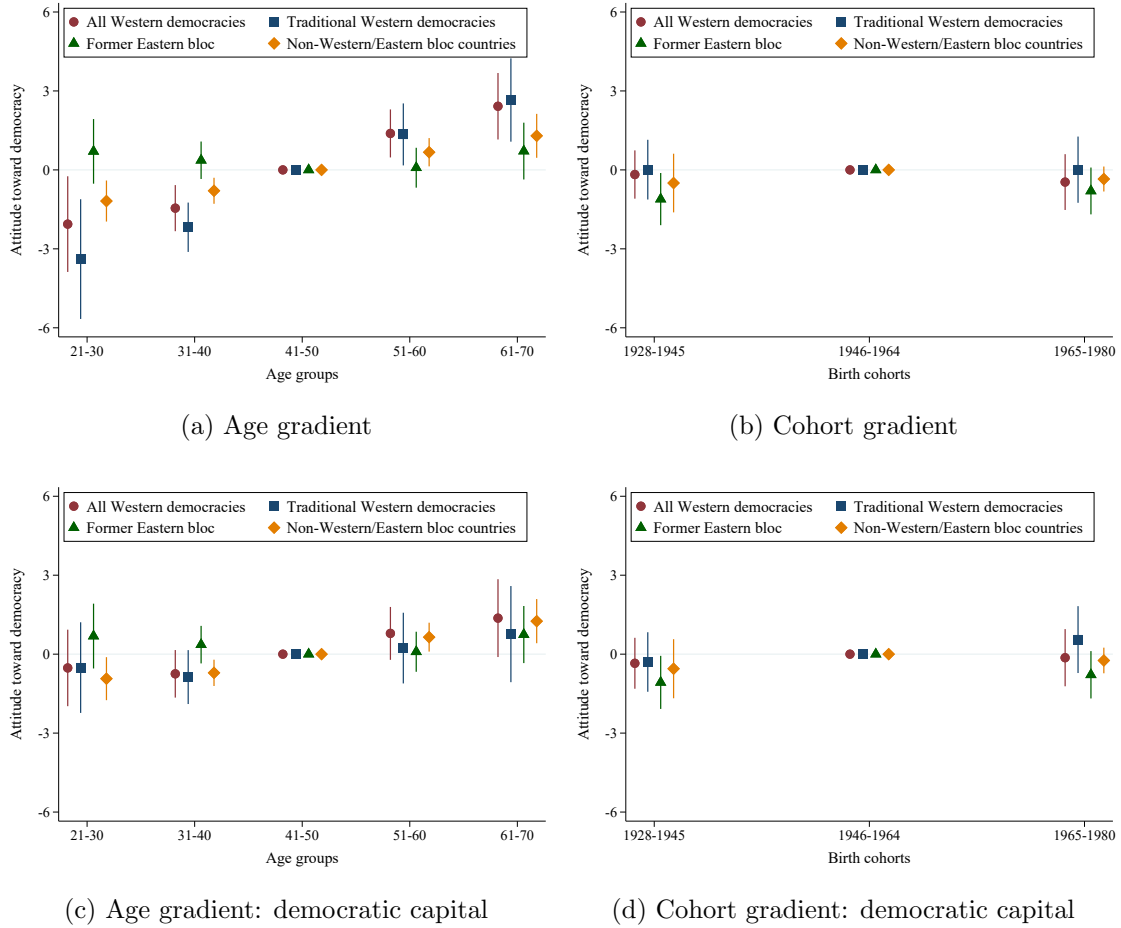 All Western democracies Traditional Western democracies
Former Eastern bloc Non-Western/Eastern bloc countries
Attitude toward democracy
6
3
0
-3
-6
21-30 31-40 41-50 51-60 61-70
Age groups
(a) Age gradient
All Western democracies Traditional Western democracies
Former Eastern bloc Non-Western/Eastern bloc countries
Attitude toward democracy
6
3
0
-3
-6
1928-1945 1946-1964 1965-1980
Birth cohorts
(b) Cohort gradient
All Western democracies Traditional Western democracies
Former Eastern bloc Non-Western/Eastern bloc countries
Attitude toward democracy
6
3
0
-3
-6
21-30 31-40 41-50 51-60 61-70
Age groups
(c) Age gradient: democratic capital
All Western democracies Traditional Western democracies
Former Eastern bloc Non-Western/Eastern bloc countries
Attitude toward democracy
6
3
0
-3
-6
1928-1945 1946-1964 1965-1980
Birth cohorts
(d) Cohort gradient: democratic capital